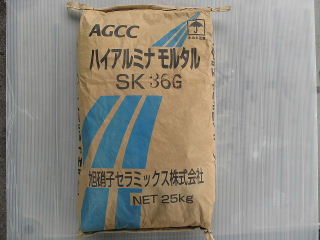 AGCC
ハイアルミナモルタル
SK 36G
旭硝子セラミックス株式会社
NET 25kg